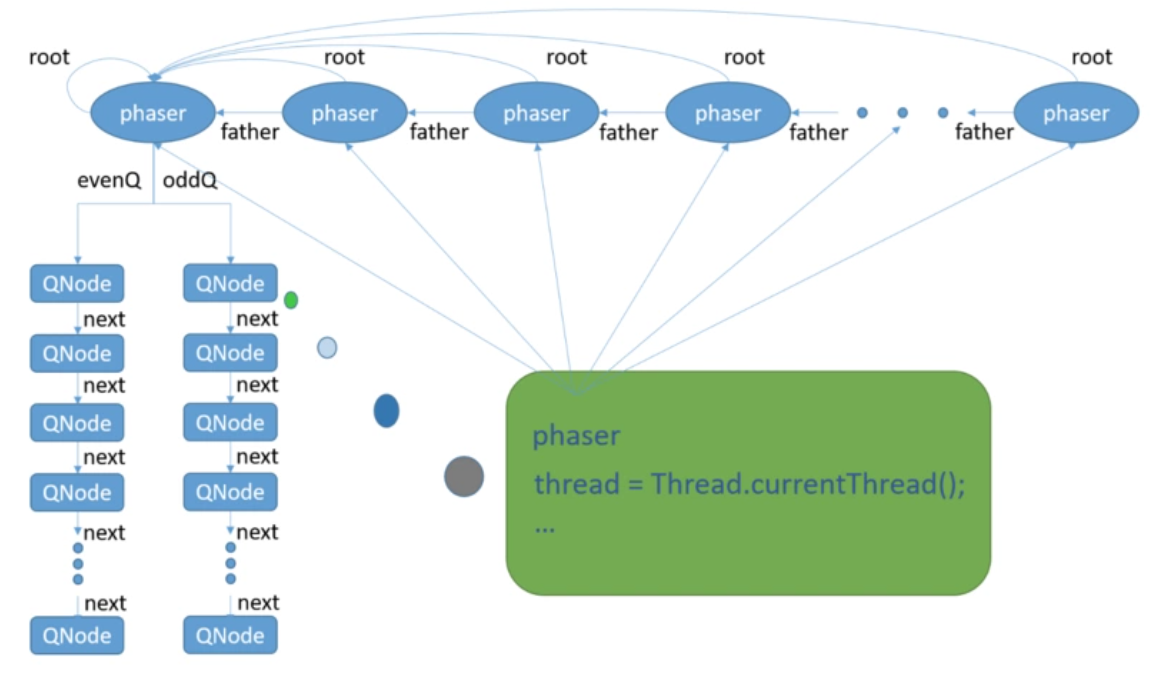 root
root
root
root
root
phaser
phaser
phaser
phaser
phaser
father
father
father
father
father
evenQ
oddQ
QNode
QNode
next
next
QNode
QNode
next
next
QNode
QNode
next
next
QNode
QNode
next
next
next
next
QNode
QNode
phaser
thread = Thread.currentThread();
...